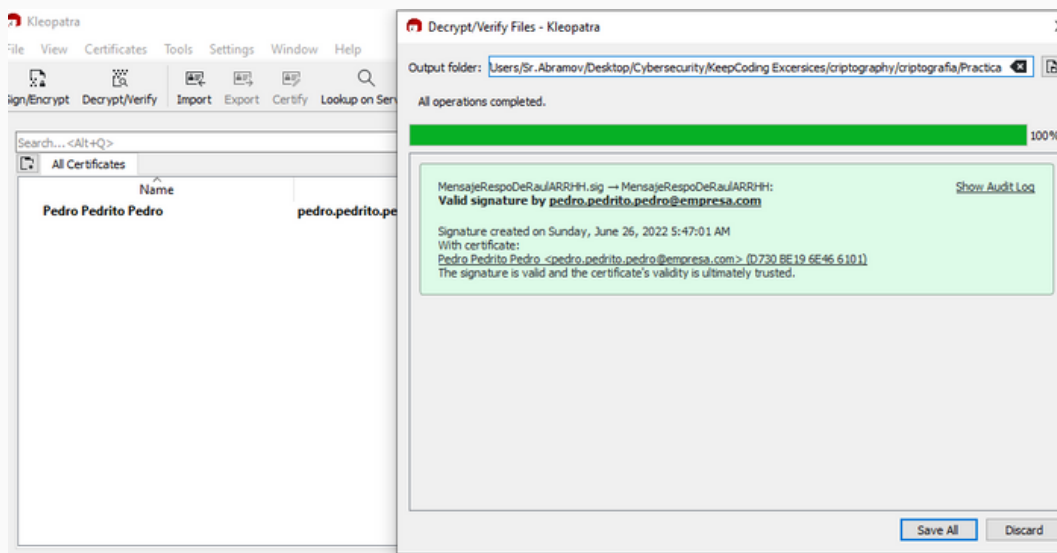 Kleopatra
File View Certificates Tools Settings Window Help
Sign/Encrypt Decrypt/Verify Import Export Certify Lookup on Serv
Search...<Alt+Q>
All Certificates
Name
Pedro Pedrito Pedro pedro.pedrito.pe
Decrypt/Verify Files - Kleopatra
Output folder: Users/Sr.Abramov/Desktop/Cybersecurity/KeepCoding Excersices/criptography/criptografia/Practica
All operations completed.
100%
MensajeRespoDeRaulARRHH.sig → MensajeRespoDeRaulARRHH: Show Audit Log
Valid signature by pedro.pedrito.pedro@empresa.com
Signature created on Sunday, June 26, 2022 5:47:01 AM
With certificate:
Pedro Pedrito Pedro <pedro.pedrito.pedro@empresa.com> (D730 BE19 6E46 6101)
The signature is valid and the certificate's validity is ultimately trusted.
Save All Discard